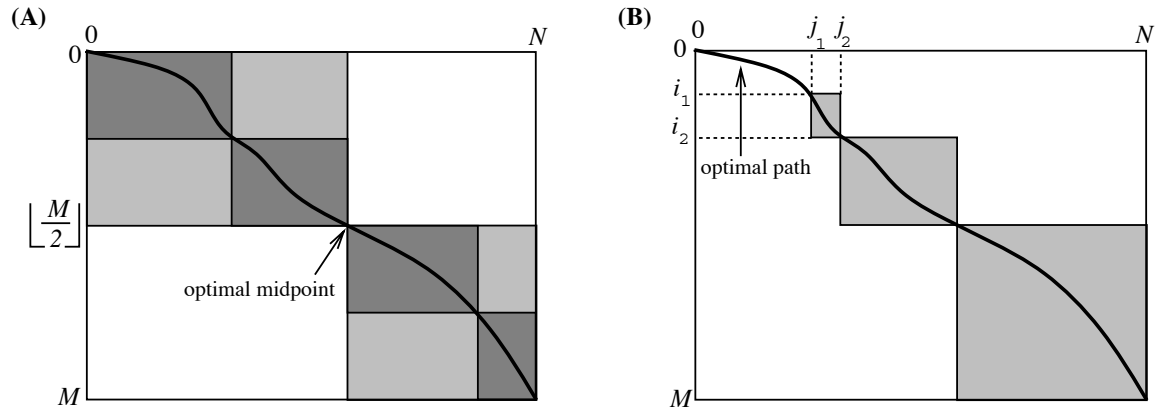 (A)
0
N
0
⌊M/2⌋
optimal midpoint
M
(B)
0
j1 j2
N
0
i1
i2
optimal path
M